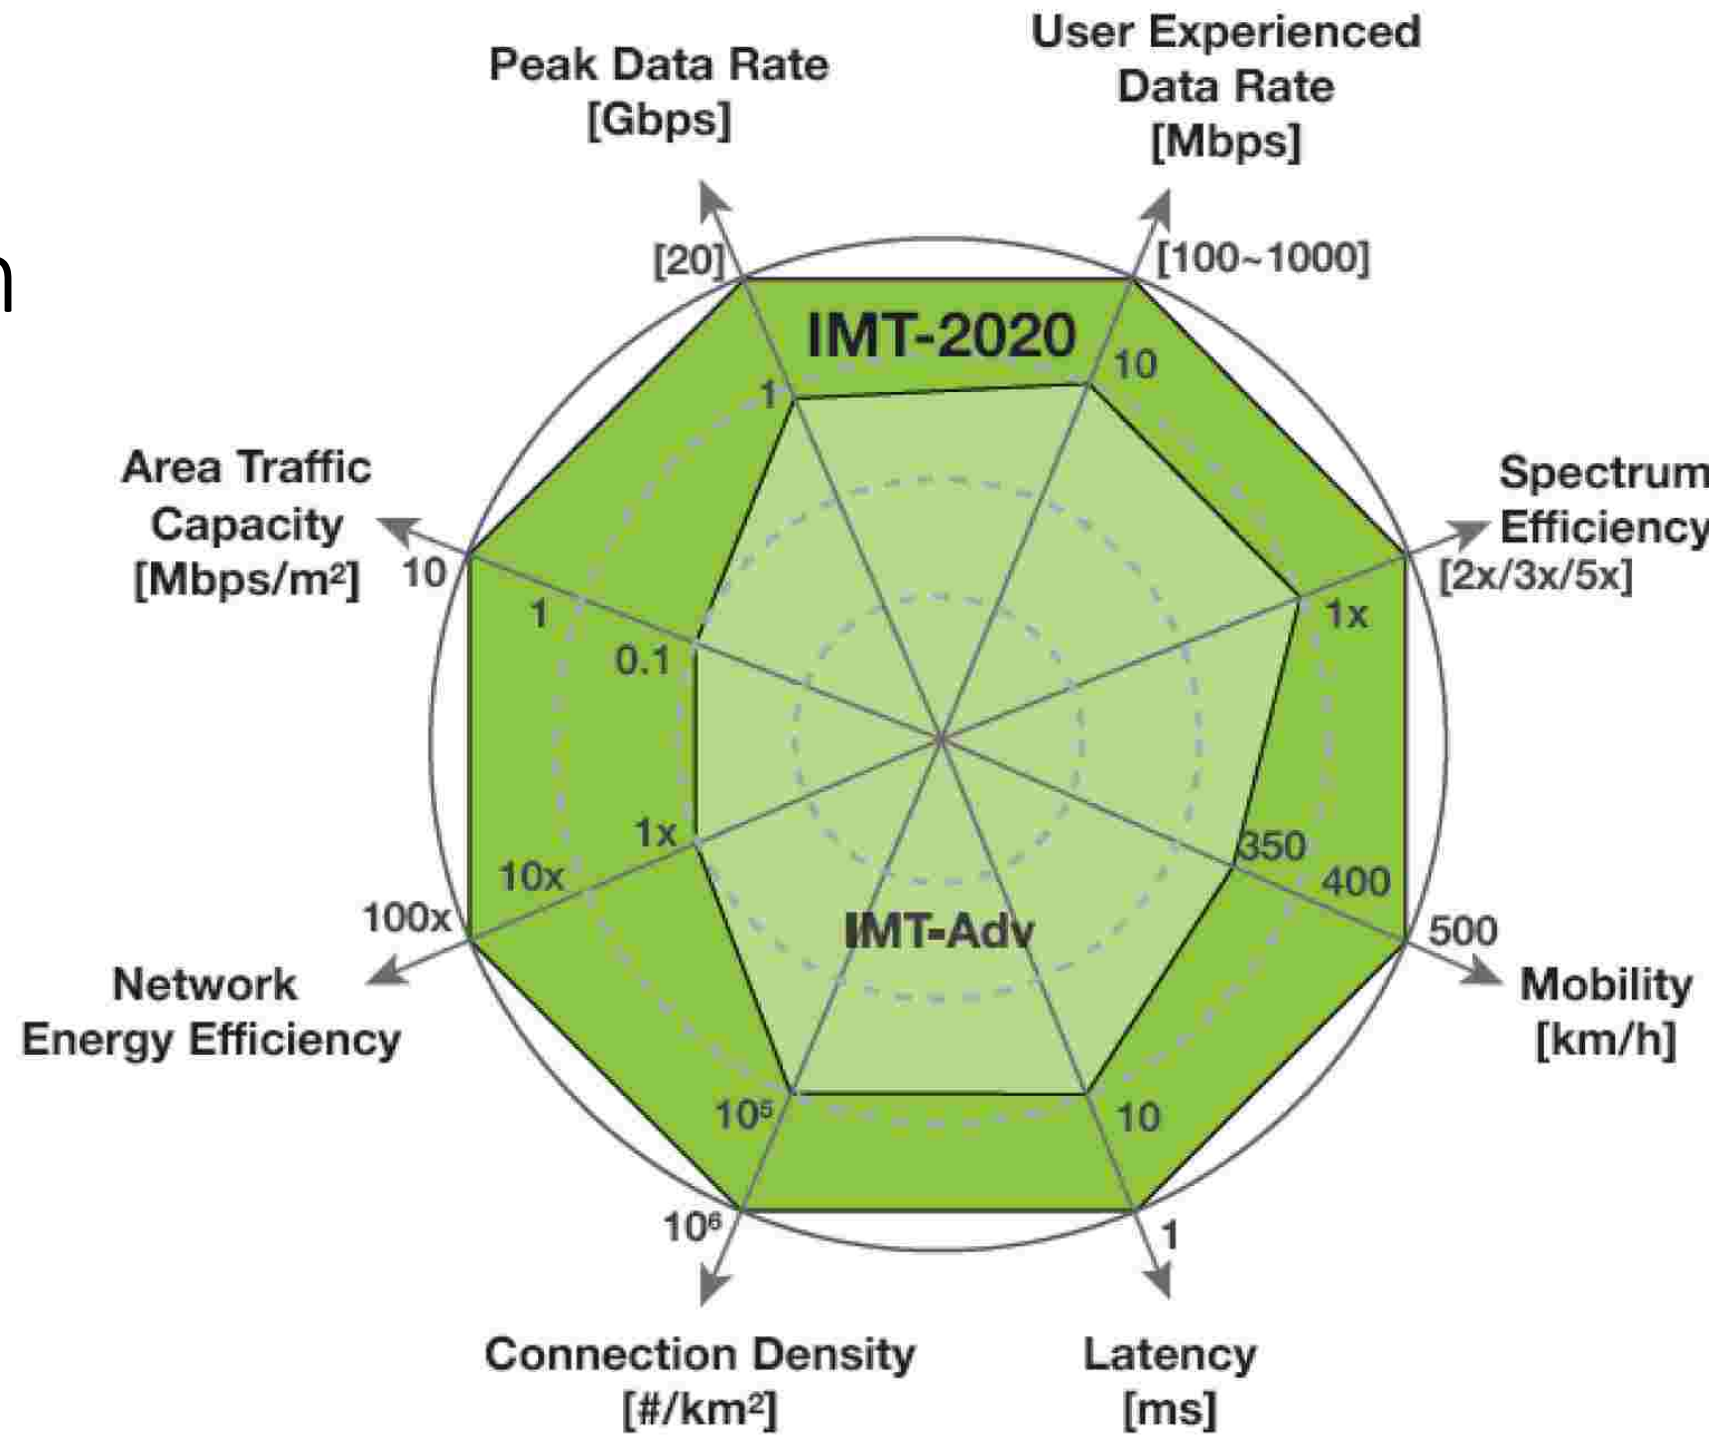 User Experienced
Data Rate
[Mbps]
Peak Data Rate
[Gbps]
[20]
[100~1000]
n
IMT-2020
10
1
Area Traffic
Capacity
[Mbps/m²]
10
1
0.1
Spectrum
Efficiency
[2x/3x/5x]
1x
1x
10x
100x
350
400
500
Network
Energy Efficiency
IMT-Adv
Mobility
[km/h]
10⁵
10
10⁶
1
Connection Density
[#/km²]
Latency
[ms]